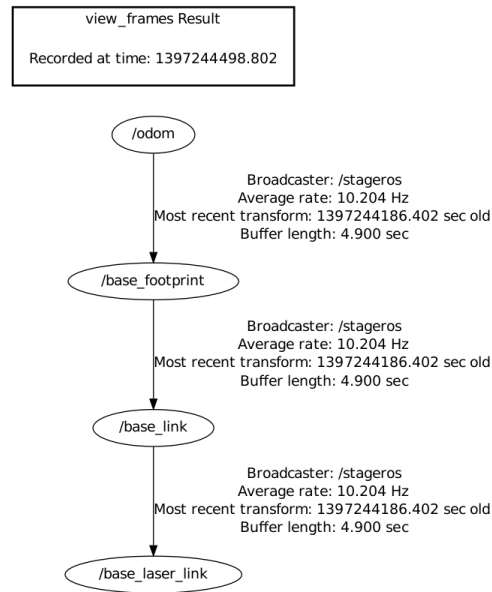 view_frames Result
Recorded at time: 1397244498.802
/odom
Broadcaster: /stageros
Average rate: 10.204 Hz
Most recent transform: 1397244186.402 sec old
Buffer length: 4.900 sec
/base_footprint
Broadcaster: /stageros
Average rate: 10.204 Hz
Most recent transform: 1397244186.402 sec old
Buffer length: 4.900 sec
/base_link
Broadcaster: /stageros
Average rate: 10.204 Hz
Most recent transform: 1397244186.402 sec old
Buffer length: 4.900 sec
/base_laser_link